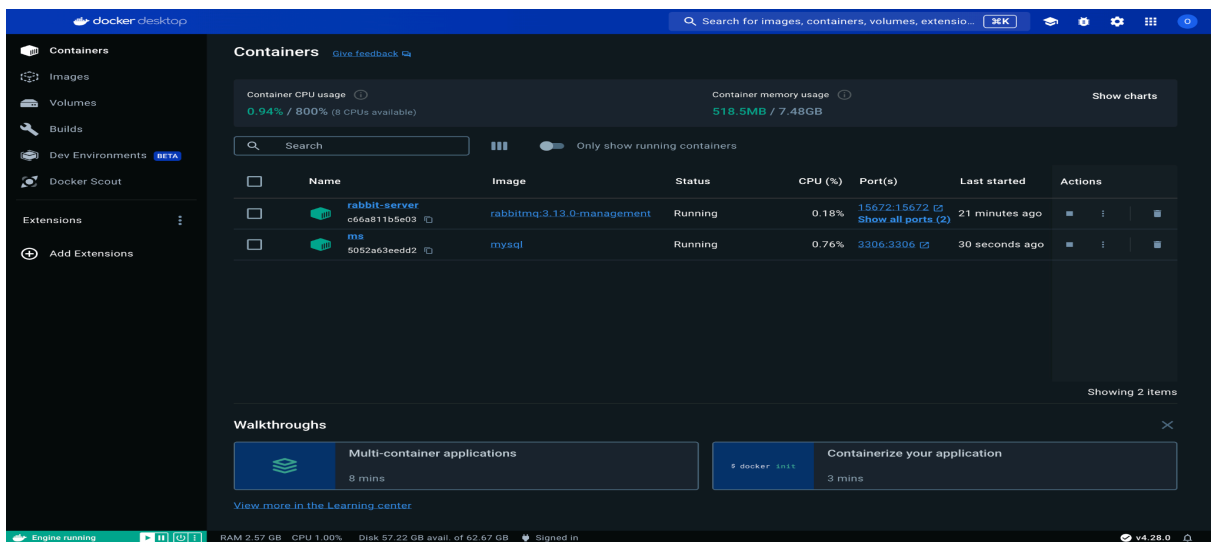 docker desktop
Search for images, containers, volumes, extensio... ⌘K
O
Containers
Images
Volumes
Builds
Dev Environments BETA
Docker Scout
Extensions
Add Extensions
Containers Give feedback
Container CPU usage
0.94% / 800% (8 CPUs available)
Container memory usage
518.5MB / 7.48GB
Show charts
Search
Only show running containers
Name Image Status CPU (%) Port(s) Last started Actions
rabbit-server
c66a811b5e03
rabbitmq:3.13.0-management Running 0.18%
15672:15672
Show all ports (2)
21 minutes ago
ms
5052a63eedd2
mysql Running 0.76% 3306:3306 30 seconds ago
Showing 2 items
Walkthroughs
Multi-container applications
8 mins
$ docker init
Containerize your application
3 mins
View more in the Learning center
Engine running RAM 2.57 GB CPU 1.00% Disk 57.22 GB avail. of 62.67 GB Signed in v4.28.0